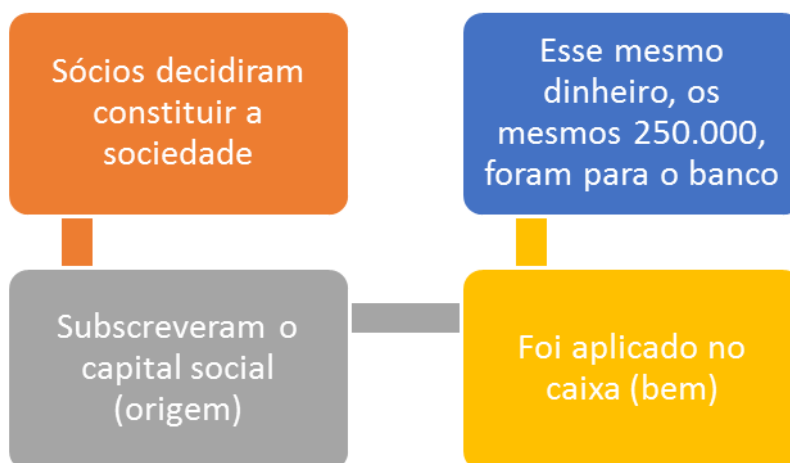 Sócios decidiram
constituir a
sociedade
Subscreveram o
capital social
(origem)
Foi aplicado no
caixa (bem)
Esse mesmo
dinheiro, os
mesmos 250.000,
foram para o banco